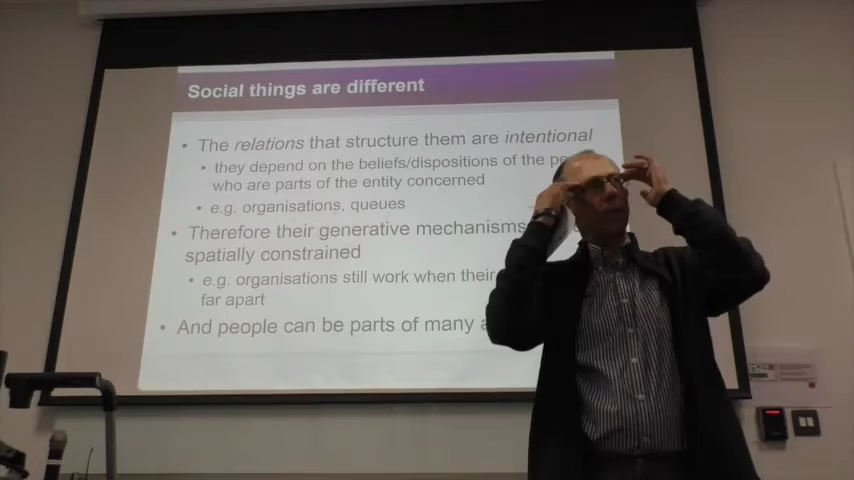 Social things are different
• The relations that structure them are intentional
• they depend on the beliefs/dispositions of the
who are parts of the entity concerned
• e.g. organisations, queues
• Therefore their generative mechanisms
spatially constrained
• e.g. organisations still work when their
far apart
• And people can be parts of many